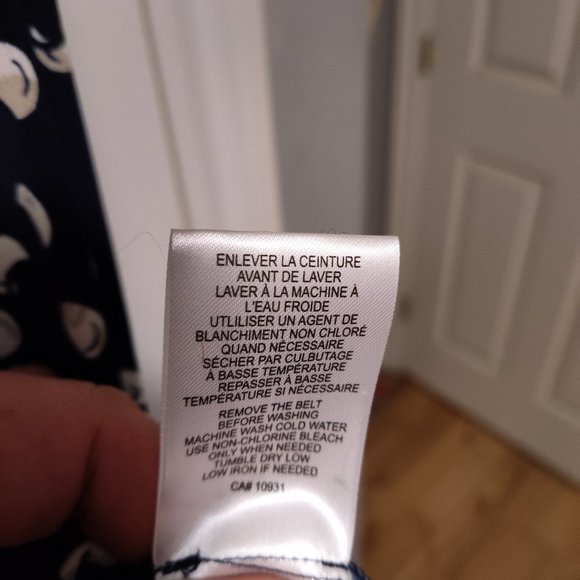 ENLEVER LA CEINTURE
AVANT DE LAVER
LAVER À LA MACHINE À
L'EAU FROIDE
UTLILISER UN AGENT DE
BLANCHIMENT NON CHLORÉ
QUAND NÉCESSAIRE
SÉCHER PAR CULBUTAGE
À BASSE TEMPÉRATURE
REPASSER À BASSE
TEMPÉRATURE SI NÉCESSAIRE
REMOVE THE BELT
BEFORE WASHING
MACHINE WASH COLD WATER
USE NON-CHLORINE BLEACH
ONLY WHEN NEEDED
TUMBLE DRY LOW
LOW IRON IF NEEDED
CA# 10931